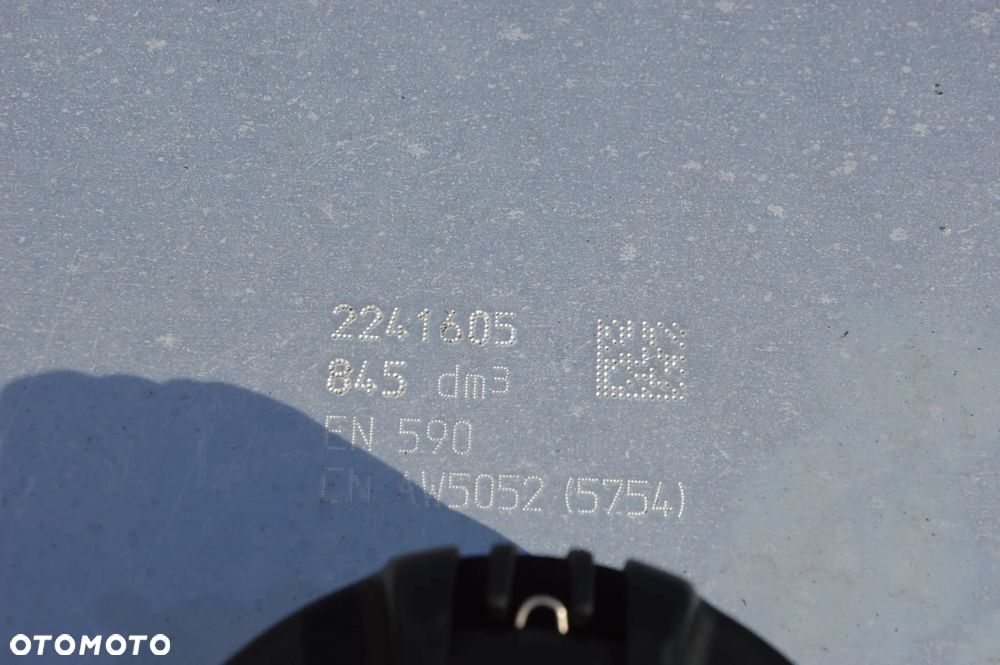 2241605
845 dm³
EN 590
EN AW5052 (5754)
OTOMOTO